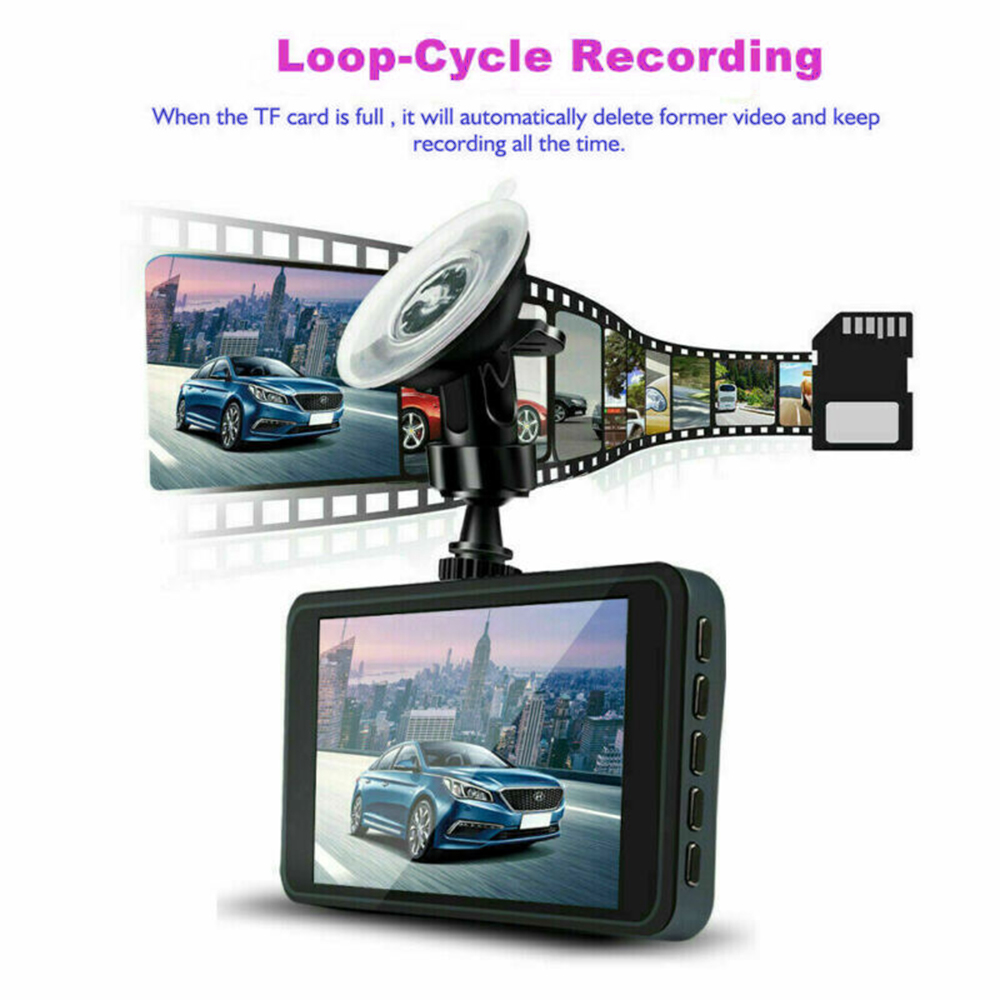 Loop-Cycle Recording
When the TF card is full , it will automatically delete former video and keep
recording all the time.